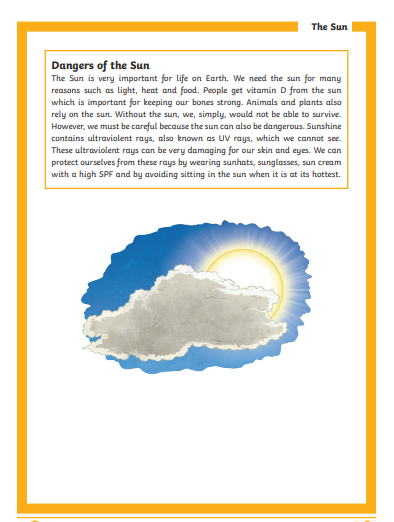 The Sun
Dangers of the Sun
The Sun is very important for life on Earth. We need the sun for many
reasons such as light, heat and food. People get vitamin D from the sun
which is important for keeping our bones strong. Animals and plants also
rely on the sun. Without the sun, we, simply, would not be able to survive.
However, we must be careful because the sun can also be dangerous. Sunshine
contains ultraviolet rays, also known as UV rays, which we cannot see.
These ultraviolet rays can be very damaging for our skin and eyes. We can
protect ourselves from these rays by wearing sunhats, sunglasses, sun cream
with a high SPF and by avoiding sitting in the sun when it is at its hottest.